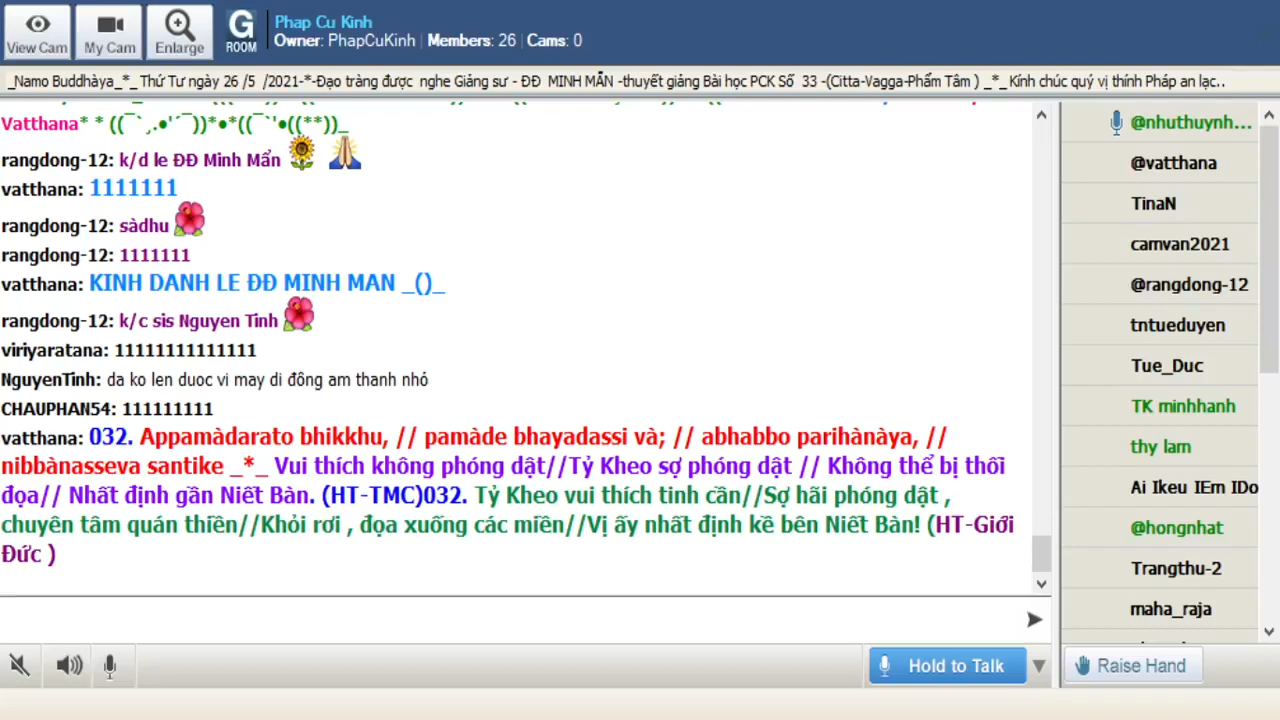 View Cam
My Cam
Enlarge
G
ROOM
Phap Cu Kinh
Owner: PhapCuKinh | Members: 26 | Cams: 0
_Namo Buddhàya_*_Thứ Tư ngày 26 /5 /2021-*-Đạo tràng được nghe Giảng sư - ĐĐ MINH MẪN -thuyết giảng Bài học PCK Số 33 -(Citta-Vagga-Phẩm Tâm ) _*_Kính chúc quý vị thính Pháp an lạc..
Vatthana* * ((¯`¸.•'´¯))*•*((¯`'•((**))_
rangdong-12: k/d le ĐĐ Minh Mẩn
vatthana: 1111111
rangdong-12: sàdhu
rangdong-12: 1111111
vatthana: KINH DANH LE ĐĐ MINH MAN _()_
rangdong-12: k/c sis Nguyen Tinh
viriyaratana: 11111111111111
NguyenTinh: da ko len duoc vi may di đông am thanh nhỏ
CHAUPHAN54: 111111111
vatthana: 032. Appamàdarato bhikkhu, // pamàde bhayadassi và; // abhabbo parihànàya, //
nibbànasseva santike _*_ Vui thích không phóng dật//Tỷ Kheo sợ phóng dật // Không thể bị thối
đọa// Nhất định gần Niết Bàn. (HT-TMC)032. Tỷ Kheo vui thích tinh cần//Sợ hãi phóng dật ,
chuyên tâm quán thiền//Khỏi rơi , đọa xuống các miền//Vị ấy nhất định kề bên Niết Bàn! (HT-Giới
Đức )
@nhuthuynh...
@vatthana
TinaN
camvan2021
@rangdong-12
tntueduyen
Tue_Duc
TK minhhanh
thy lam
Ai Ikeu IEm IDo
@hongnhat
Trangthu-2
maha_raja
Hold to Talk
Raise Hand